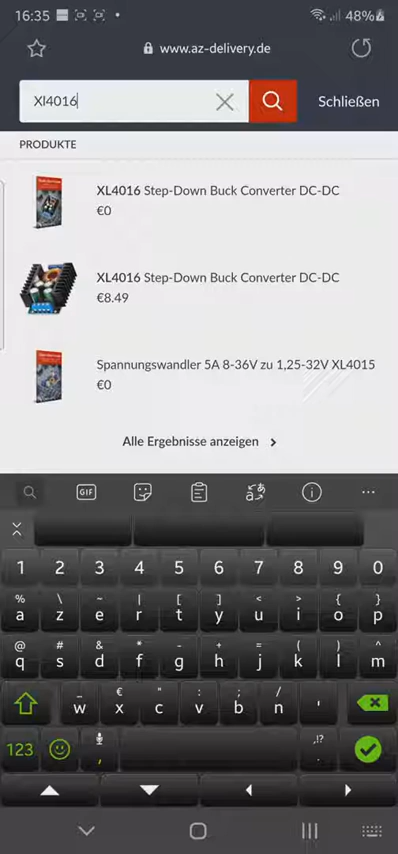 16:35 48%
www.az-delivery.de
Xl4016 Schließen
PRODUKTE
XL4016 Step-Down Buck Converter DC-DC
€0
XL4016 Step-Down Buck Converter DC-DC
€8.49
Spannungswandler 5A 8-36V zu 1,25-32V XL4015
€0
Alle Ergebnisse anzeigen
GIF
1 2 3 4 5 6 7 8 9 0
% \ ~ | [ ] < > { }
a z e r t y u i o p
@ # & * - + = ( ) ^
q s d f g h j k l m
_ € " : ; /
w x c v b n '
123 , ,!? .